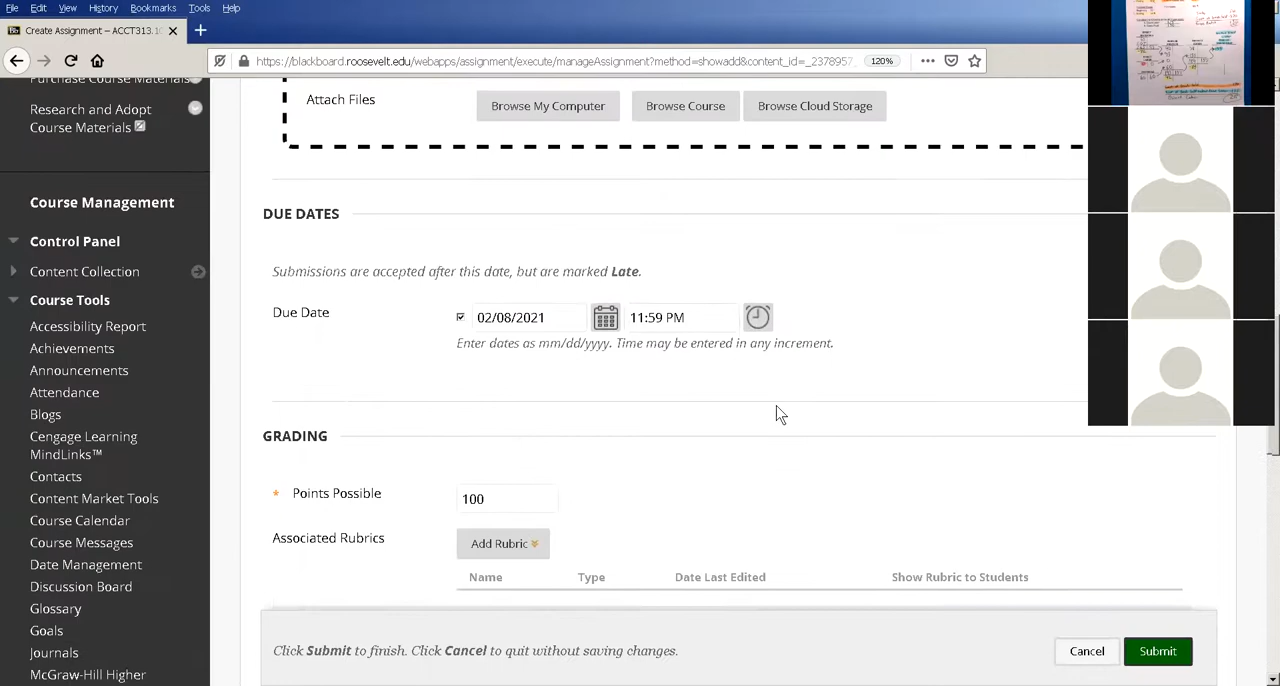 File Edit View History Bookmarks Tools Help
Create Assignment – ACCT313.10
https://blackboard.roosevelt.edu/webapps/assignment/execute/manageAssignment?method=showadd&content_id=_2378957_
120%
Purchase Course Materials
Research and Adopt
Course Materials
Course Management
Control Panel
Content Collection
Course Tools
Accessibility Report
Achievements
Announcements
Attendance
Blogs
Cengage Learning
MindLinks™
Contacts
Content Market Tools
Course Calendar
Course Messages
Date Management
Discussion Board
Glossary
Goals
Journals
McGraw-Hill Higher
Attach Files
Browse My Computer
Browse Course
Browse Cloud Storage
DUE DATES
Submissions are accepted after this date, but are marked Late.
Due Date
02/08/2021
11:59 PM
Enter dates as mm/dd/yyyy. Time may be entered in any increment.
GRADING
* Points Possible
100
Associated Rubrics
Add Rubric
Name Type Date Last Edited Show Rubric to Students
Click Submit to finish. Click Cancel to quit without saving changes.
Cancel
Submit